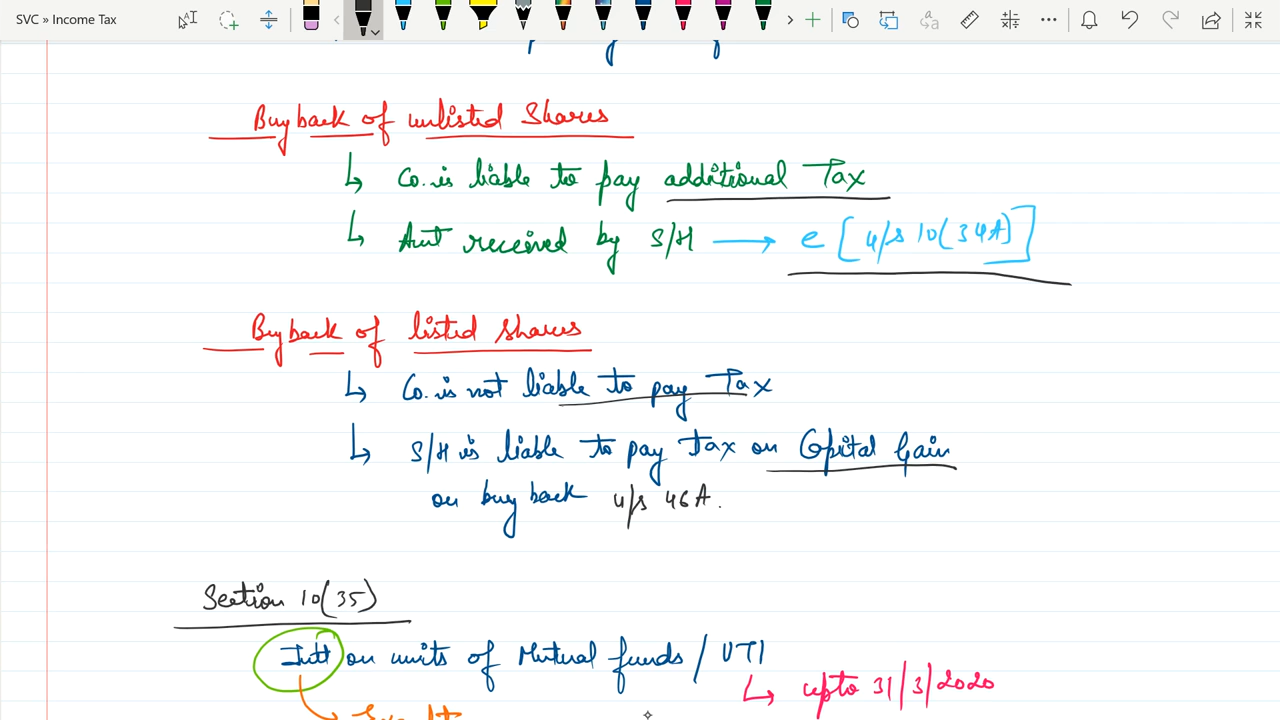 SVC » Income Tax
Buyback of unlisted Shares
↳ Co. is liable to pay additional Tax
↳ Amt received by S/H → e [u/s 10(34A)]
Buyback of listed shares
↳ Co. is not liable to pay Tax
↳ S/H is liable to pay Tax on Capital Gain
on buy back u/s 46A.
Section 10(35)
Intt on units of Mutual funds / UTI
↳ upto 31/3/2020